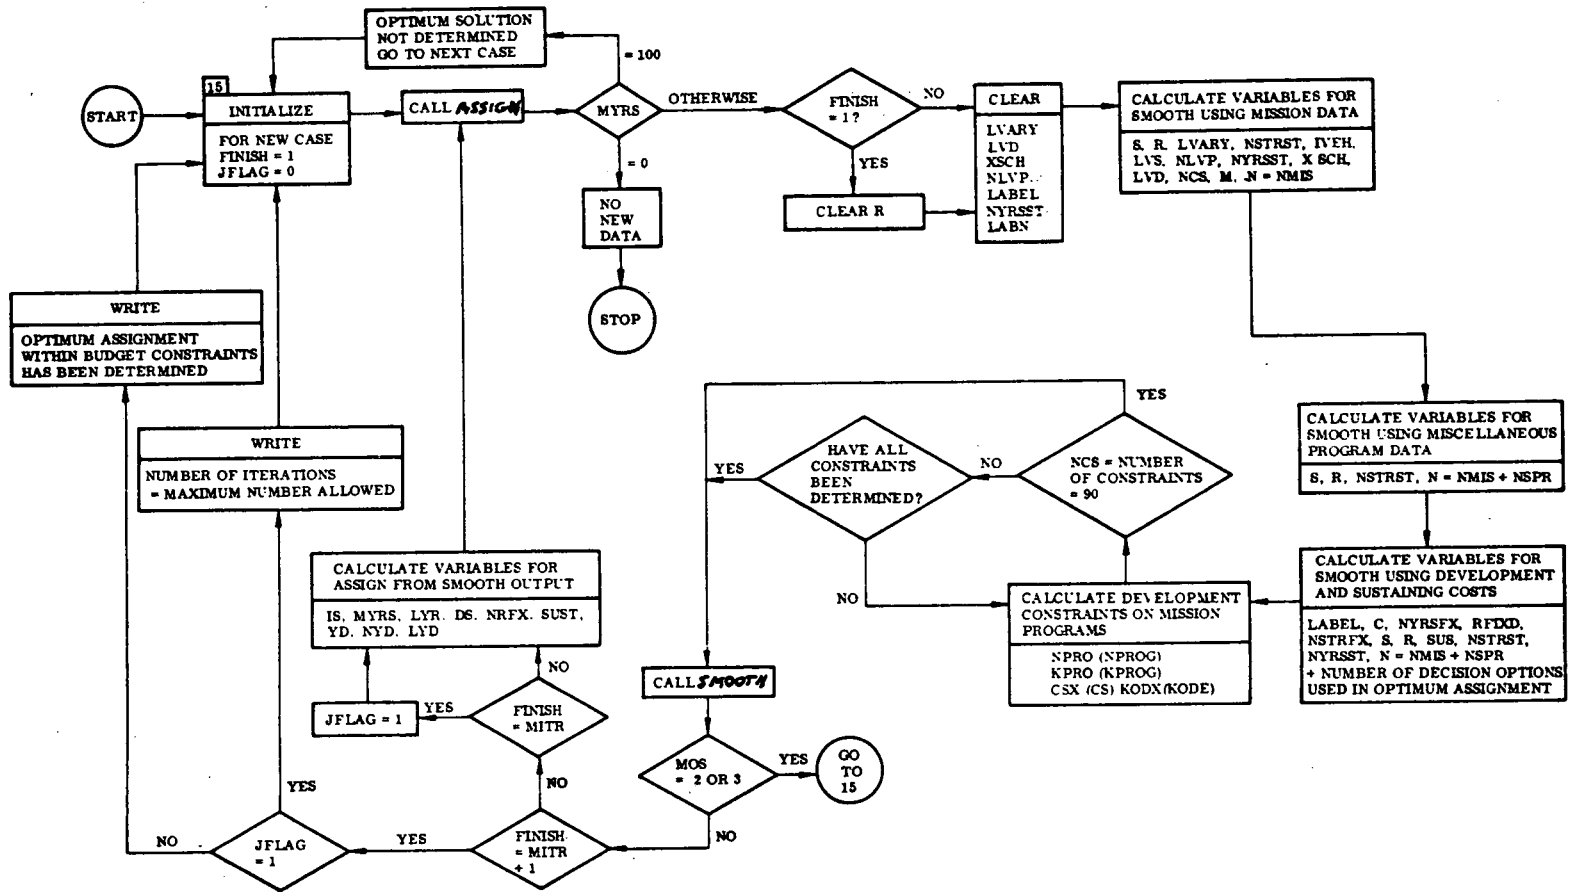 OPTIMUM SOLUTION
NOT DETERMINED
GO TO NEXT CASE
= 100
START
15
INITIALIZE
FOR NEW CASE
FINISH = 1
JFLAG = 0
CALL ASSIGN
MYRS
OTHERWISE
= 0
NO
NEW
DATA
STOP
FINISH
= 1?
NO
YES
CLEAR R
CLEAR
LVARY
LVD
XSCH
NLVP
LABEL
NYRSST
LABN
CALCULATE VARIABLES FOR
SMOOTH USING MISSION DATA
S, R, LVARY, NSTRST, IVEH,
LVS, NLVP, NYRSST, X SCH,
LVD, NCS, M, N = NMIS
WRITE
OPTIMUM ASSIGNMENT
WITHIN BUDGET CONSTRAINTS
HAS BEEN DETERMINED
WRITE
NUMBER OF ITERATIONS
= MAXIMUM NUMBER ALLOWED
CALCULATE VARIABLES FOR
SMOOTH USING MISCELLANEOUS
PROGRAM DATA
S, R, NSTRST, N = NMIS + NSPR
YES
NCS = NUMBER
OF CONSTRAINTS
= 90
NO
HAVE ALL
CONSTRAINTS
BEEN
DETERMINED?
YES
NO
CALCULATE VARIABLES FOR
SMOOTH USING DEVELOPMENT
AND SUSTAINING COSTS
LABEL, C, NYRSFX, RFIXD,
NSTRFX, S, R, SUS, NSTRST,
NYRSST, N = NMIS + NSPR
+ NUMBER OF DECISION OPTIONS
USED IN OPTIMUM ASSIGNMENT
CALCULATE DEVELOPMENT
CONSTRAINTS ON MISSION
PROGRAMS
NPRO (NPROG)
KPRO (KPROG)
CSX (CS) KODX (KODE)
CALCULATE VARIABLES FOR
ASSIGN FROM SMOOTH OUTPUT
IS, MYRS, LYR, DS, NRFX, SUST,
YD, NYD, LYD
CALL SMOOTH
NO
JFLAG = 1
YES
FINISH
= MITR
MOS
= 2 OR 3
YES
GO
TO
15
NO
NO
FINISH
= MITR
+ 1
YES
YES
JFLAG
= 1
NO